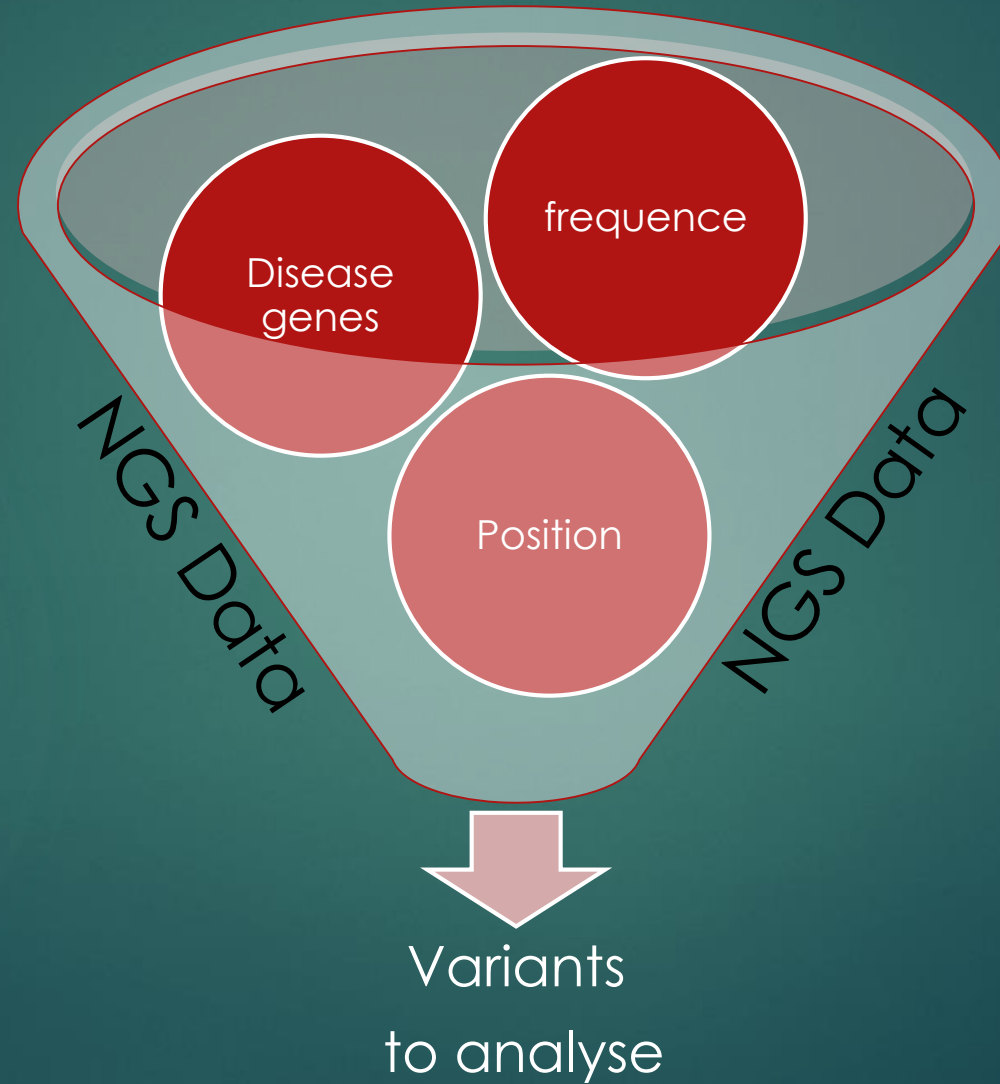 frequence
Disease
genes
NGS Data
NGS Data
Position
Variants
to analyse